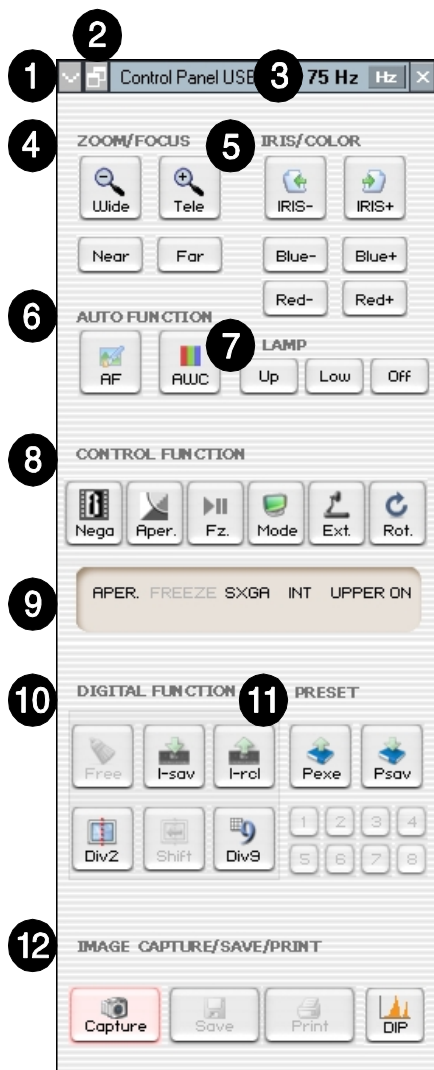 2
1 Control Panel USB 3 75 Hz Hz
4 ZOOM/FOCUS 5 IRIS/COLOR
Wide Tele IRIS- IRIS+
Near Far Blue- Blue+
Red- Red+
6 AUTO FUNCTION
7 LAMP
AF AWC Up Low Off
8 CONTROL FUNCTION
Nega Aper. Fz. Mode Ext. Rot.
9 APER. FREEZE SXGA INT UPPER ON
10 DIGITAL FUNCTION 11 PRESET
Free I-sav I-rcl Pexe Psav
1 2 3 4
Div2 Shift Div9
5 6 7 8
12 IMAGE CAPTURE/SAVE/PRINT
Capture Save Print DIP